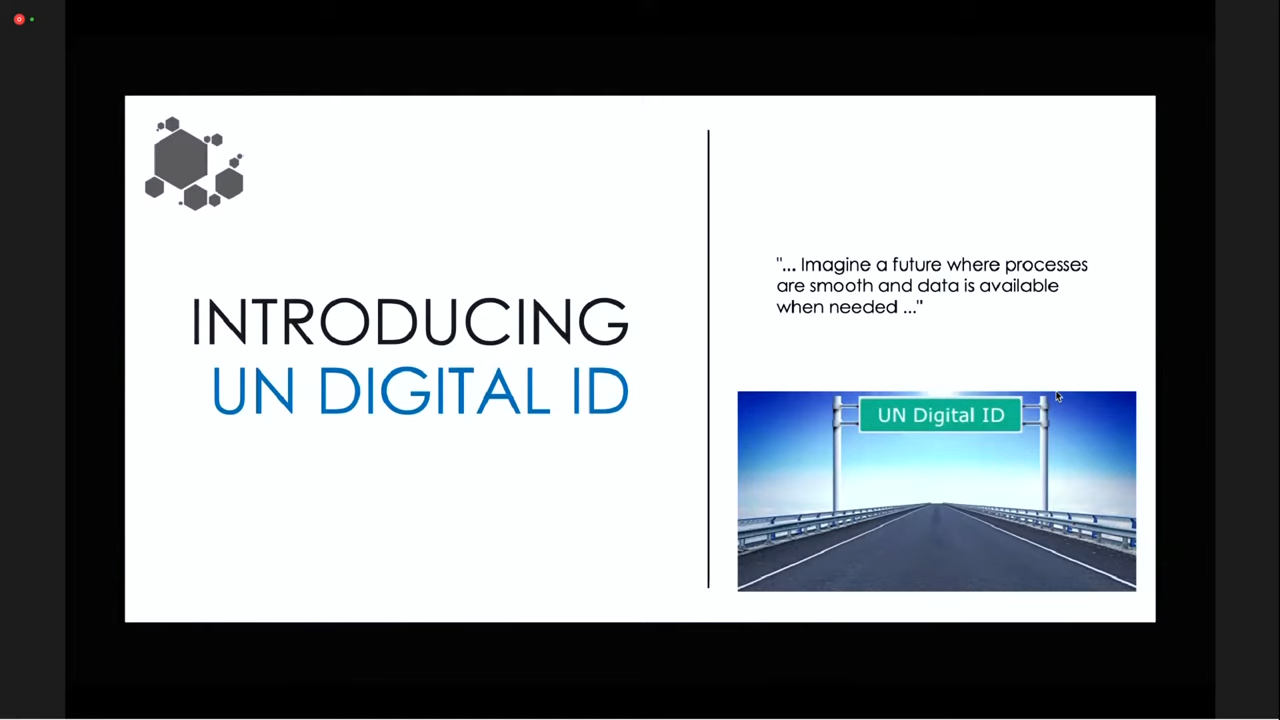 INTRODUCING
UN DIGITAL ID
"... Imagine a future where processes
are smooth and data is available
when needed ..."
UN Digital ID